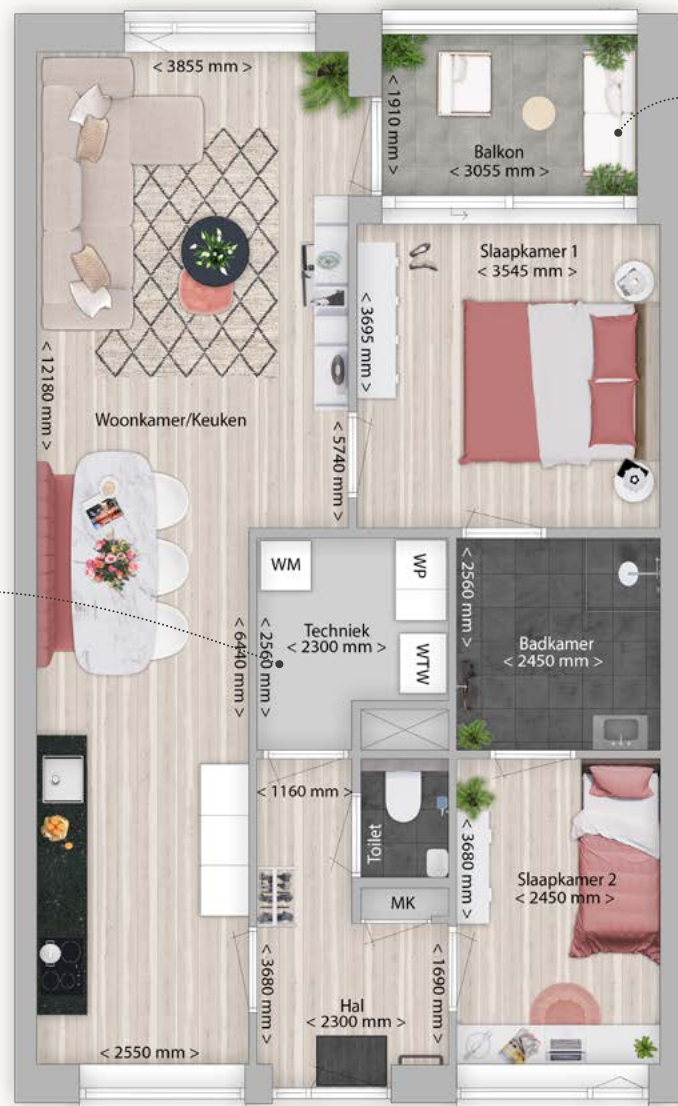 < 3855 mm >
< 1910 mm >
Balkon
< 3055 mm >
Slaapkamer 1
< 3545 mm >
< 3695 mm >
< 12180 mm >
Woonkamer/Keuken
< 5740 mm >
WM
WP
< 2560 mm >
Techniek
< 2300 mm >
Badkamer
< 2450 mm >
< 6440 mm >
< 2560 mm >
WTW
< 1160 mm >
Toilet
< 3680 mm >
Slaapkamer 2
< 2450 mm >
MK
< 3680 mm >
< 1690 mm >
Hal
< 2300 mm >
< 2550 mm >